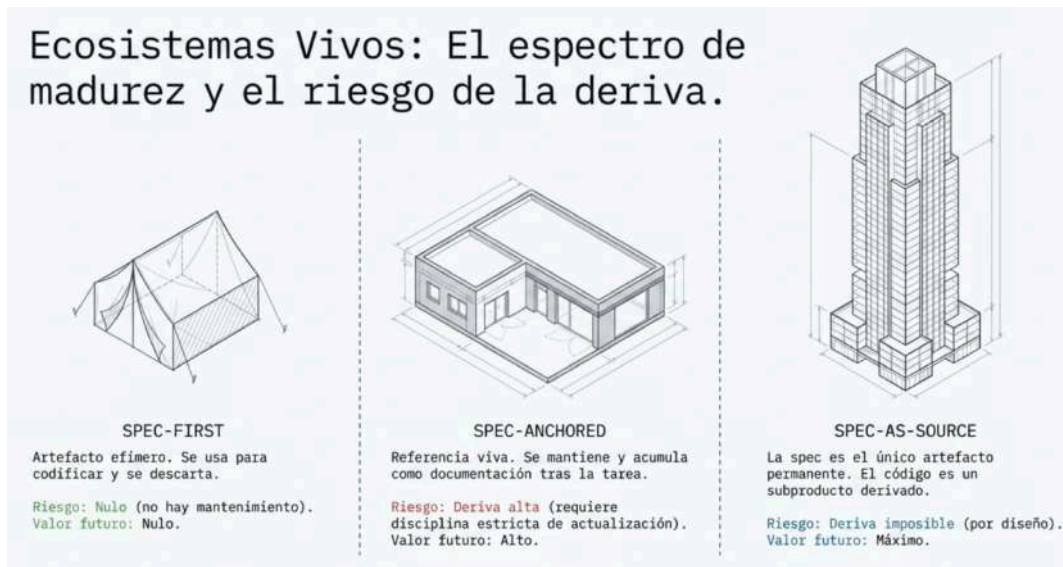 Ecosistemas Vivos: El espectro de
madurez y el riesgo de la deriva.
SPEC-FIRST
Artefacto efímero. Se usa para
codificar y se descarta.
Riesgo: Nulo (no hay mantenimiento).
Valor futuro: Nulo.
SPEC-ANCHORED
Referencia viva. Se mantiene y acumula
como documentación tras la tarea.
Riesgo: Deriva alta (requiere
disciplina estricta de actualización).
Valor futuro: Alto.
SPEC-AS-SOURCE
La spec es el único artefacto
permanente. El código es un
subproducto derivado.
Riesgo: Deriva imposible (por diseño).
Valor futuro: Máximo.